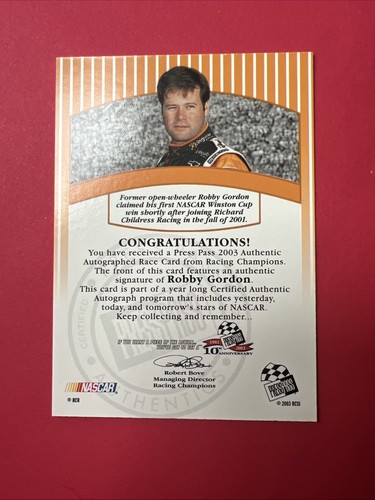 Former open-wheeler Robby Gordon
claimed his first NASCAR Winston Cup
win shortly after joining Richard
Childress Racing in the fall of 2001.
CONGRATULATIONS!
You have received a Press Pass 2003 Authentic
Autographed Race Card from Racing Champions.
The front of this card features an authentic
signature of Robby Gordon.
This card is part of a year long Certified Authentic
Autograph program that includes yesterday,
today, and tomorrow's stars of NASCAR.
Keep collecting and remember...
10th ANNIVERSARY
PRESS PASS
Robert Bove
Managing Director
Racing Champions
NASCAR
PRESS PASS
® RCR
© 2003 RCEI